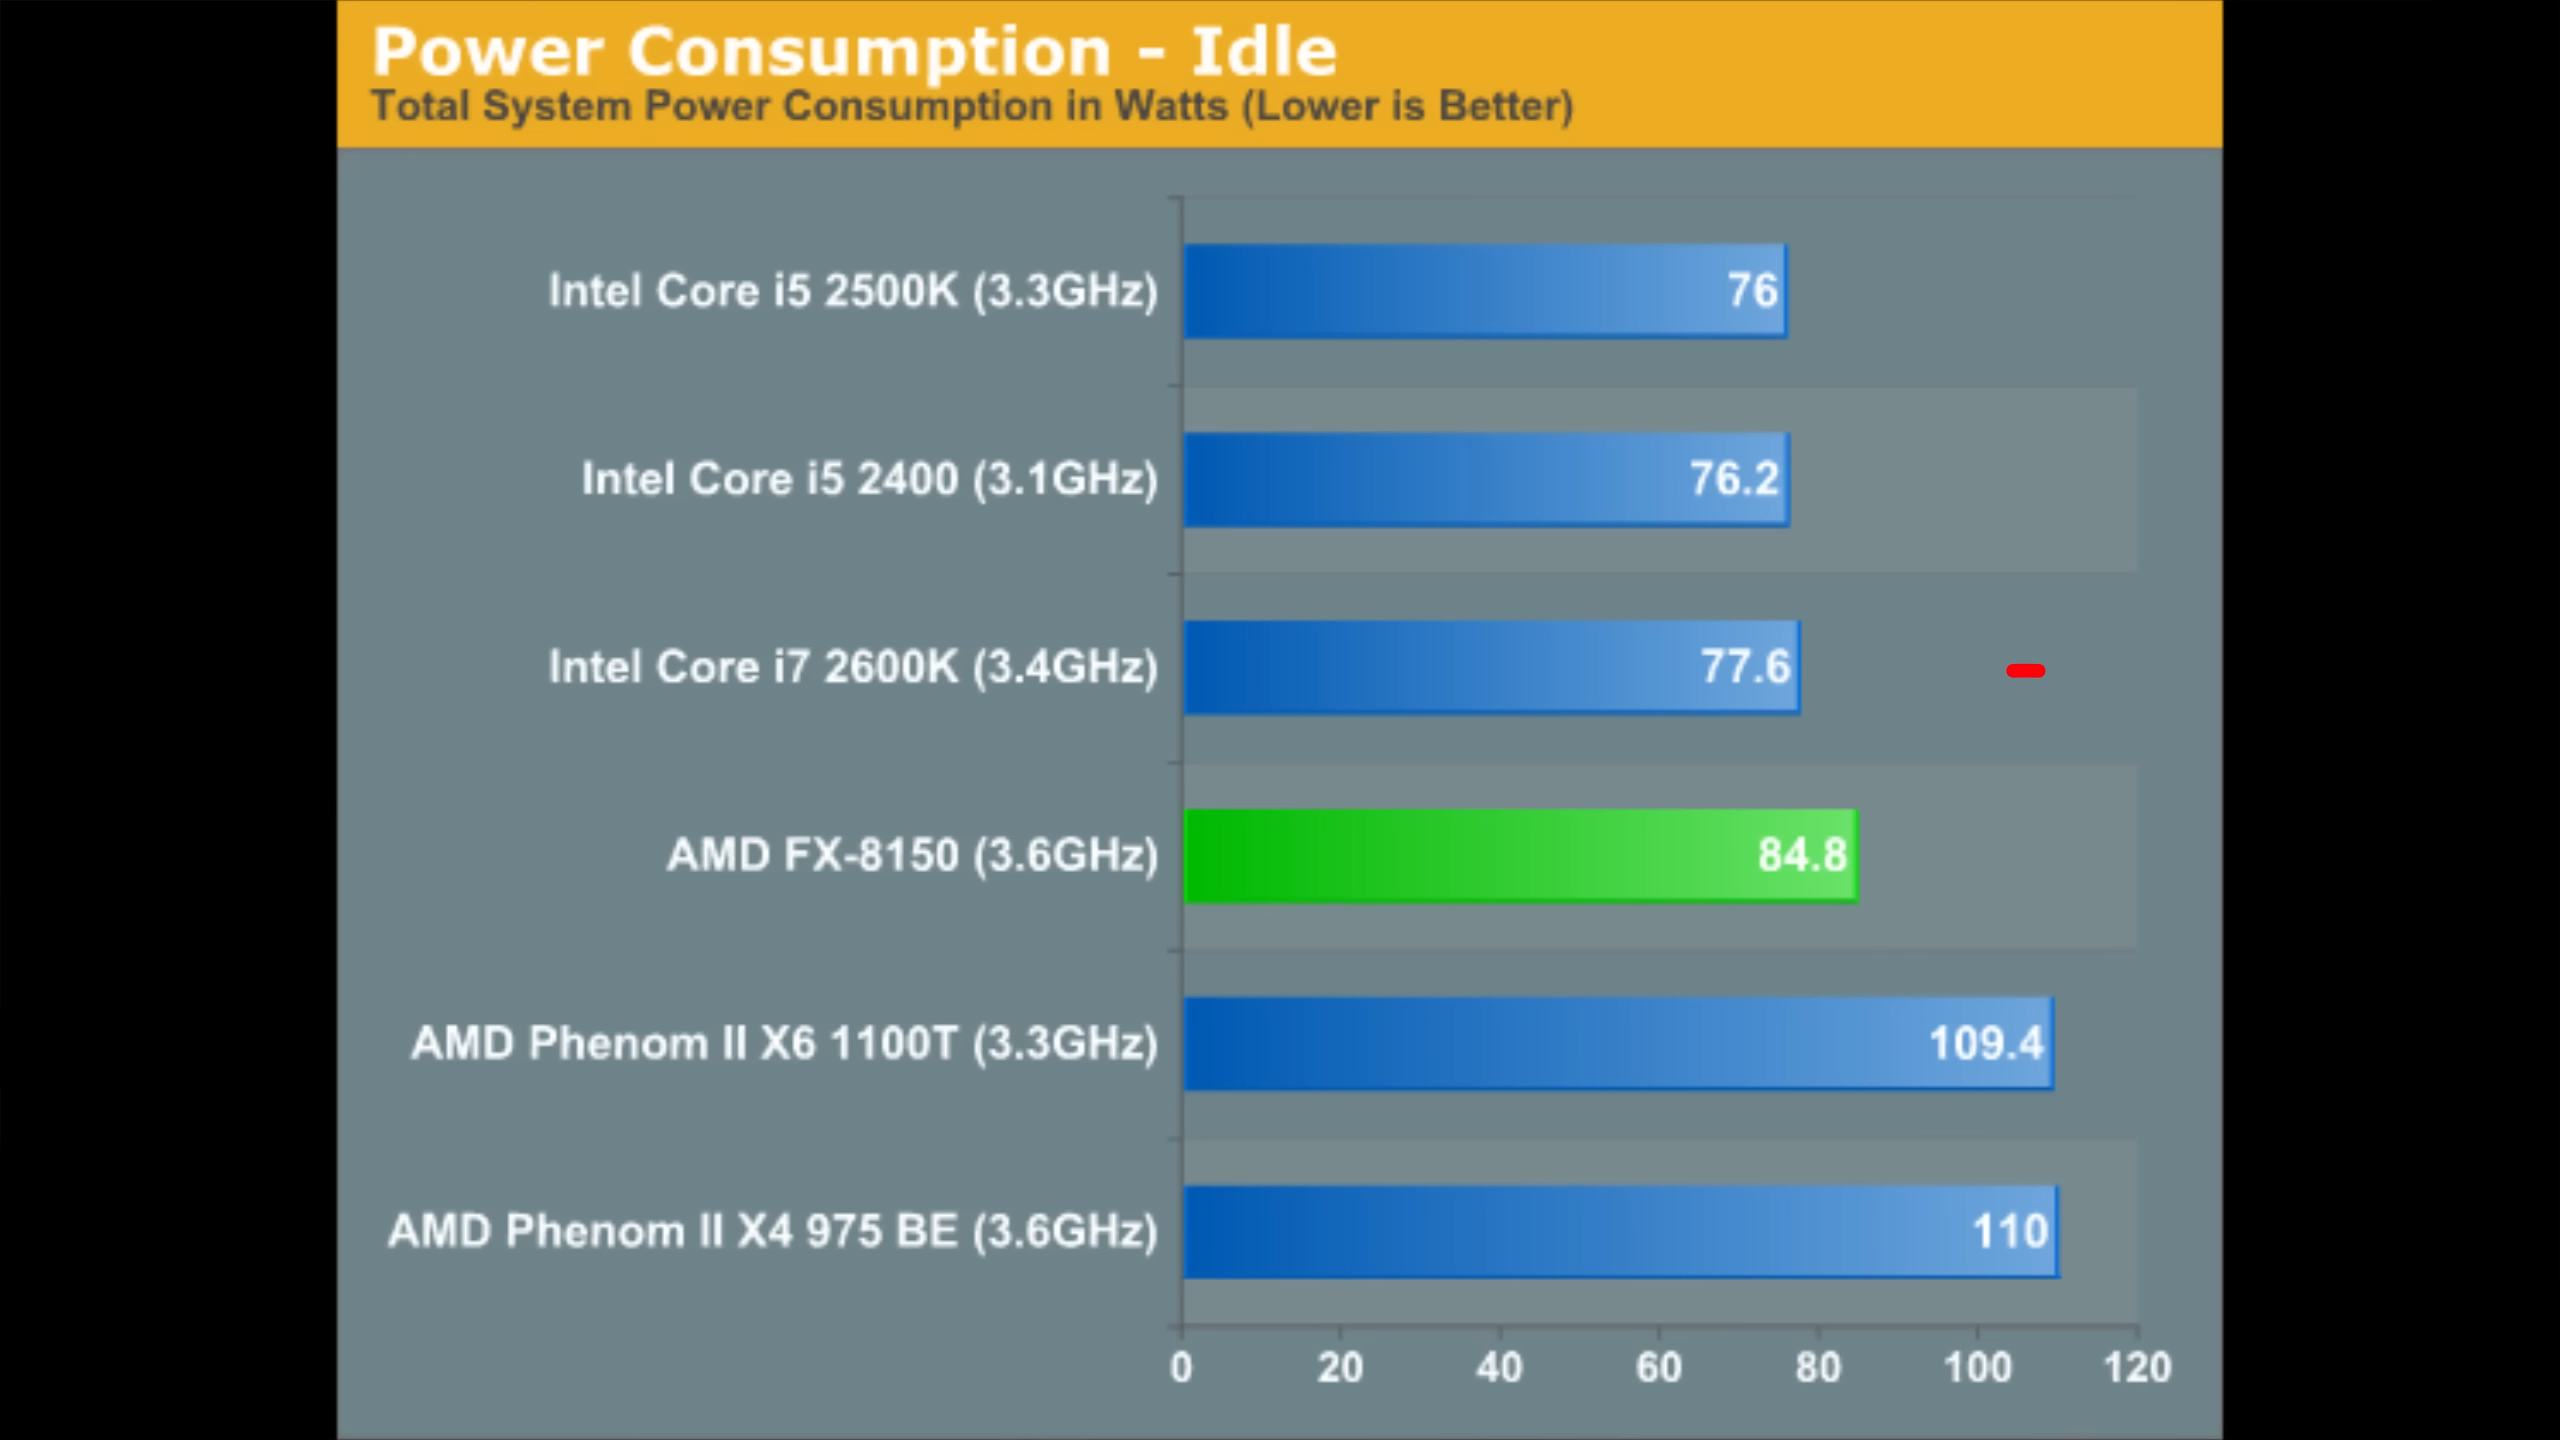 Power Consumption - Idle
Total System Power Consumption in Watts (Lower is Better)
Intel Core i5 2500K (3.3GHz) 76
Intel Core i5 2400 (3.1GHz) 76.2
Intel Core i7 2600K (3.4GHz) 77.6
AMD FX-8150 (3.6GHz) 84.8
AMD Phenom II X6 1100T (3.3GHz) 109.4
AMD Phenom II X4 975 BE (3.6GHz) 110
0 20 40 60 80 100 120